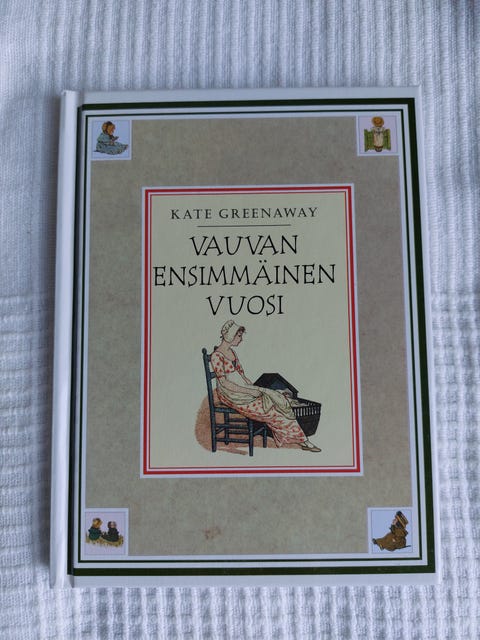 KATE GREENAWAY
VAUVAN
ENSIMMÄINEN
VUOSI